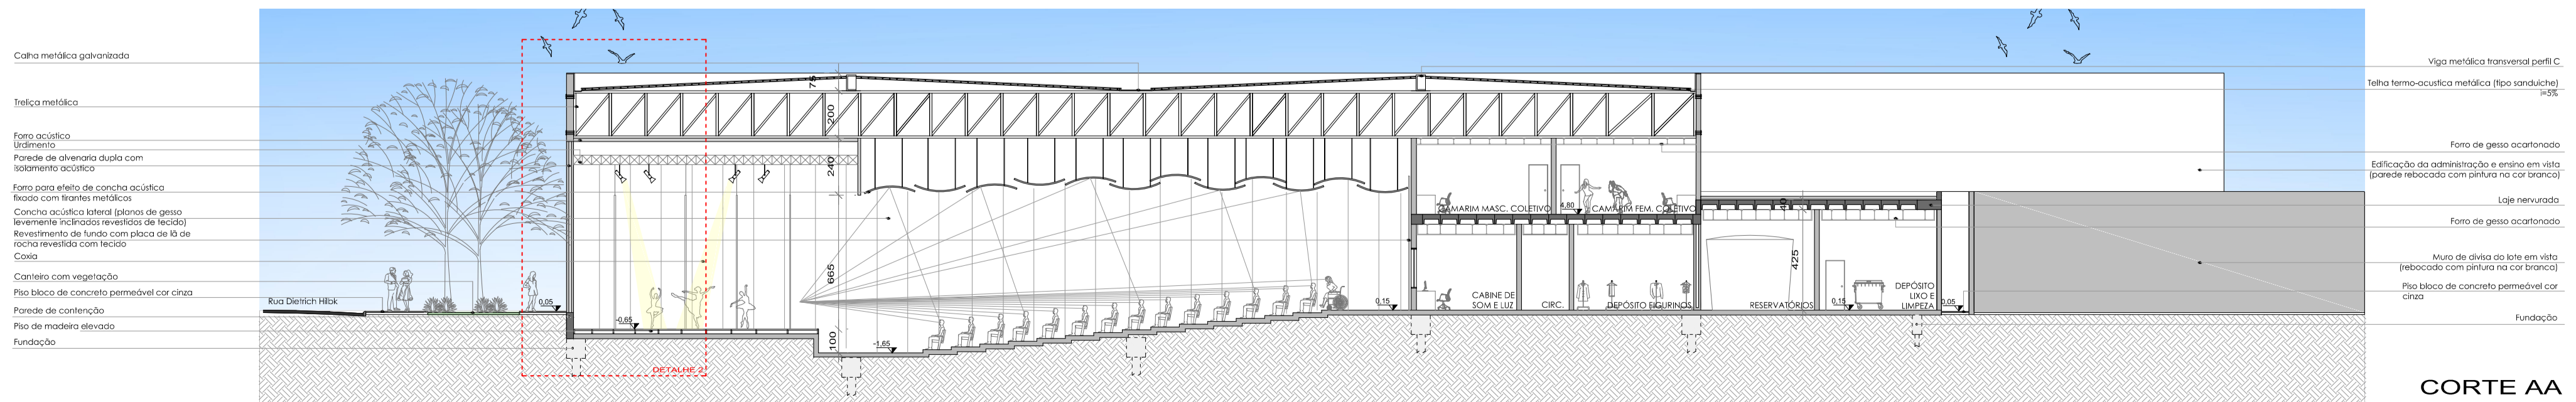 Calha metálica galvanizada
Treliça metálica
Forro acústico
Urdimento
Parede de alvenaria dupla com
isolamento acústico
Forro para efeito de concha acústica
fixado com tirantes metálicos
Concha acústica lateral (planos de gesso
levemente inclinados revestidos de tecido)
Revestimento de fundo com placa de lã de
rocha revestida com tecido
Coxia
Canteiro com vegetação
Piso bloco de concreto permeável cor cinza
Parede de contenção
Piso de madeira elevado
Fundação
Rua Dietrich Hilbk
0,05
-0,65
DETALHE 2
75
200
240
665
100
-1,65
0,15
CAMARIM MASC. COLETIVO
4,80
CAMARIM FEM. COLETIVO
CABINE DE
SOM E LUZ
CIRC.
DEPÓSITO FIGURINOS
RESERVATÓRIOS
40
425
0,15
DEPÓSITO
LIXO E
LIMPEZA
0,05
Viga metálica transversal perfil C
Telha termo-acustica metálica (tipo sanduiche)
i=5%
Forro de gesso acartonado
Edificação da administração e ensino em vista
(parede rebocado com pintura na cor branco)
Laje nervurada
Forro de gesso acartonado
Muro de divisa do lote em vista
(rebocado com pintura na cor branca)
Piso bloco de concreto permeável cor
cinza
Fundação
CORTE AA